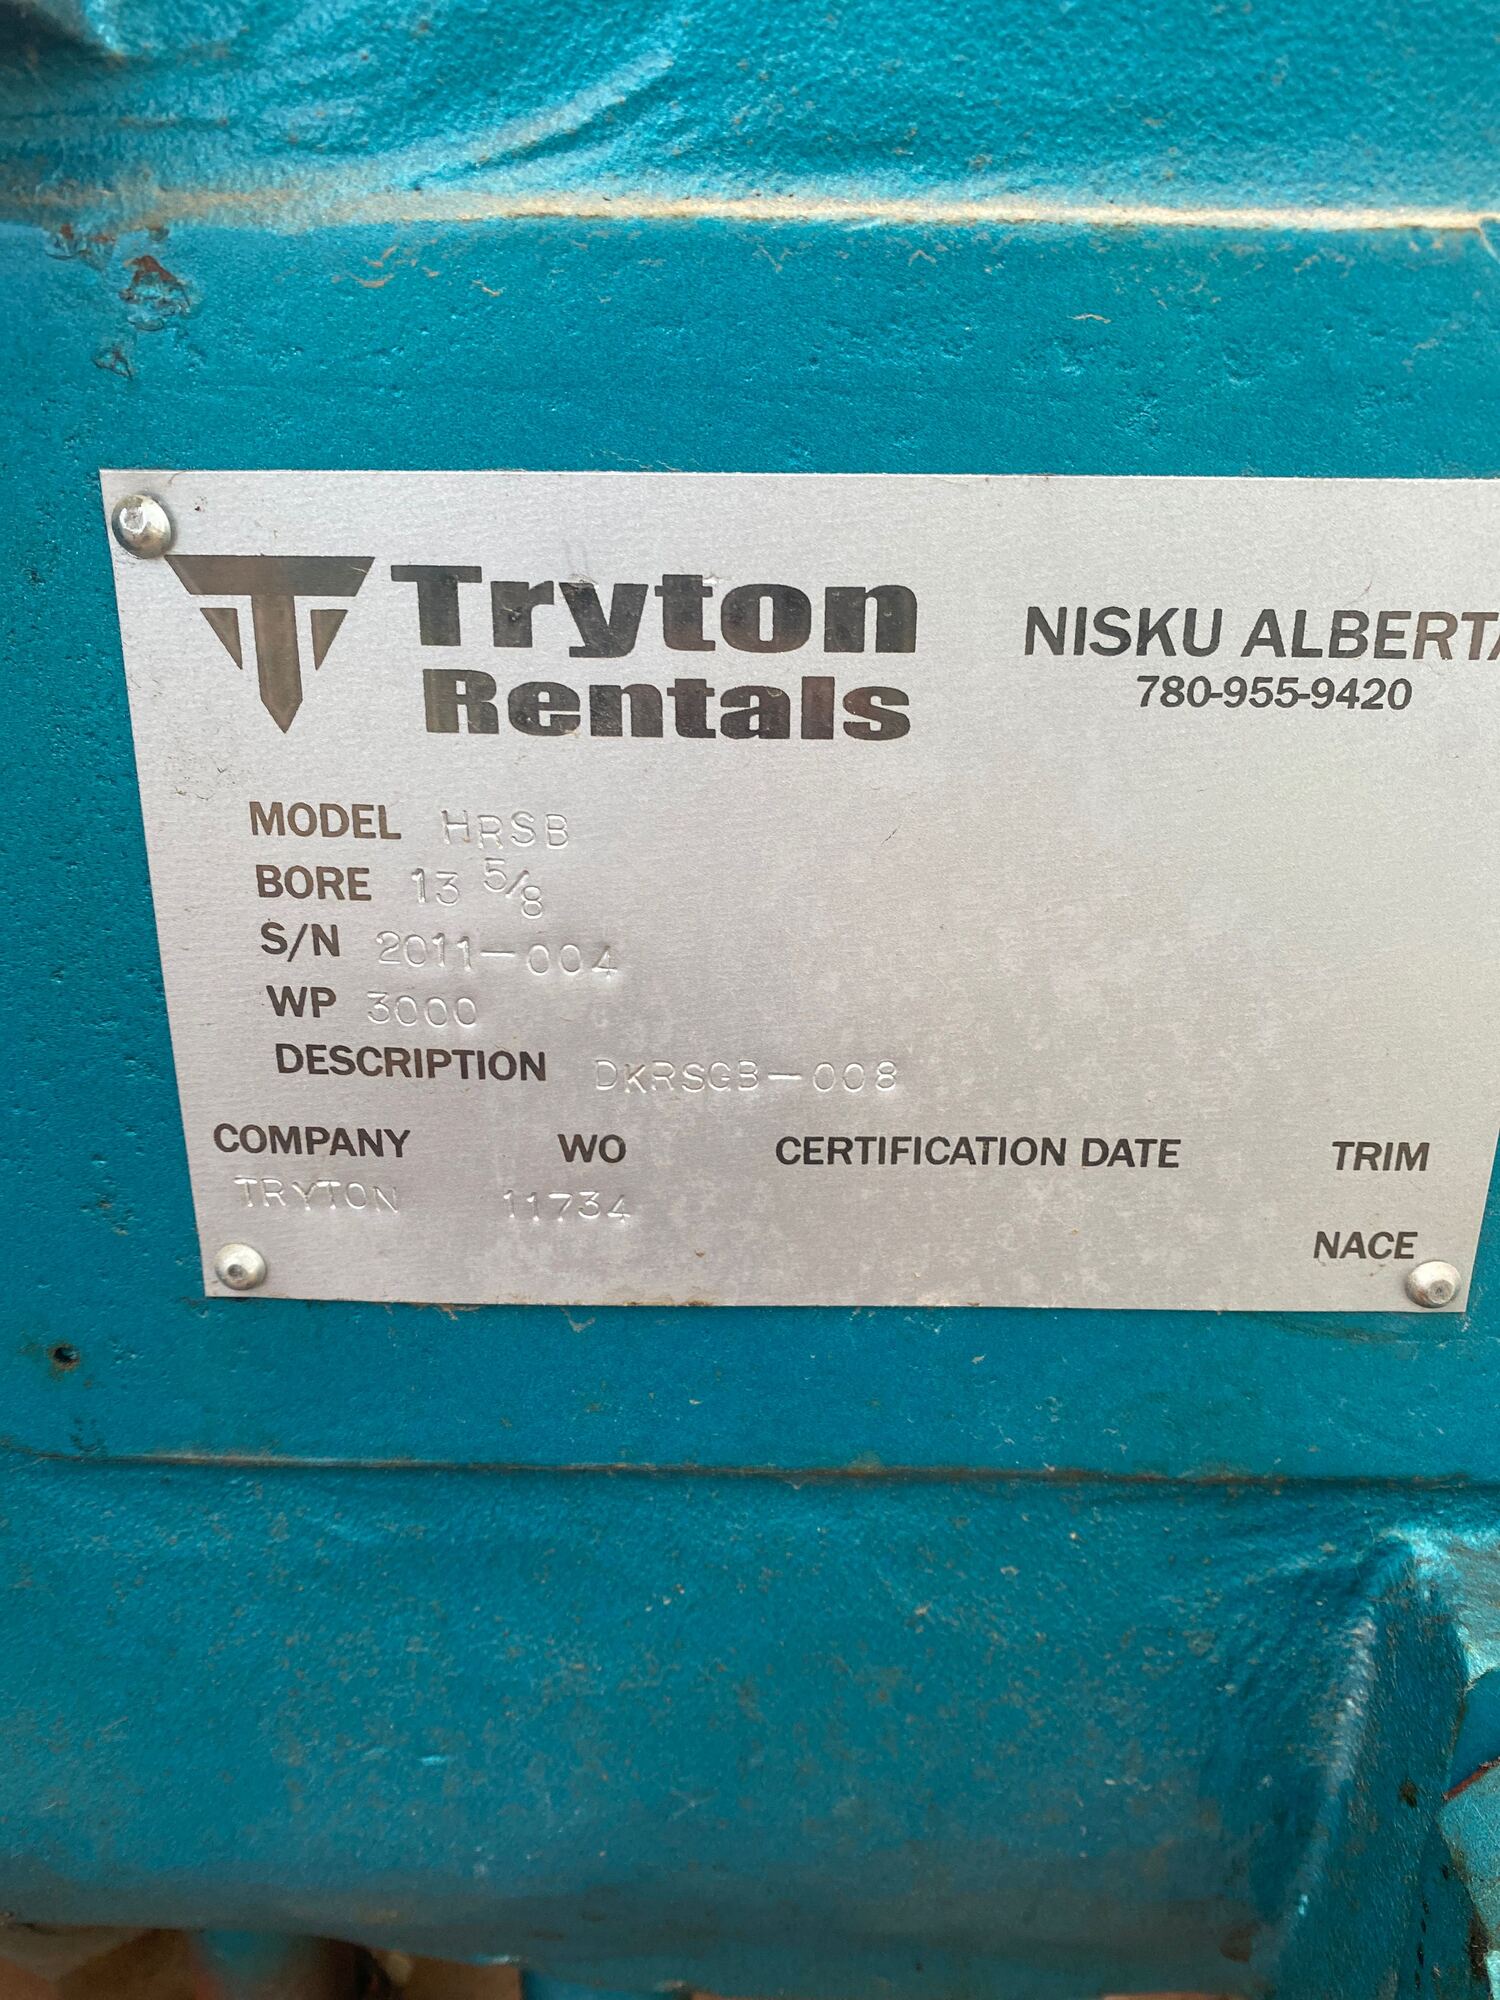 Tryton
Rentals
NISKU ALBERTA
780-955-9420
MODEL HRSB
BORE 13 5/8
S/N 2011-004
WP 3000
DESCRIPTION DKRSGB-008
COMPANY WO CERTIFICATION DATE TRIM
TRYTON 11734
NACE